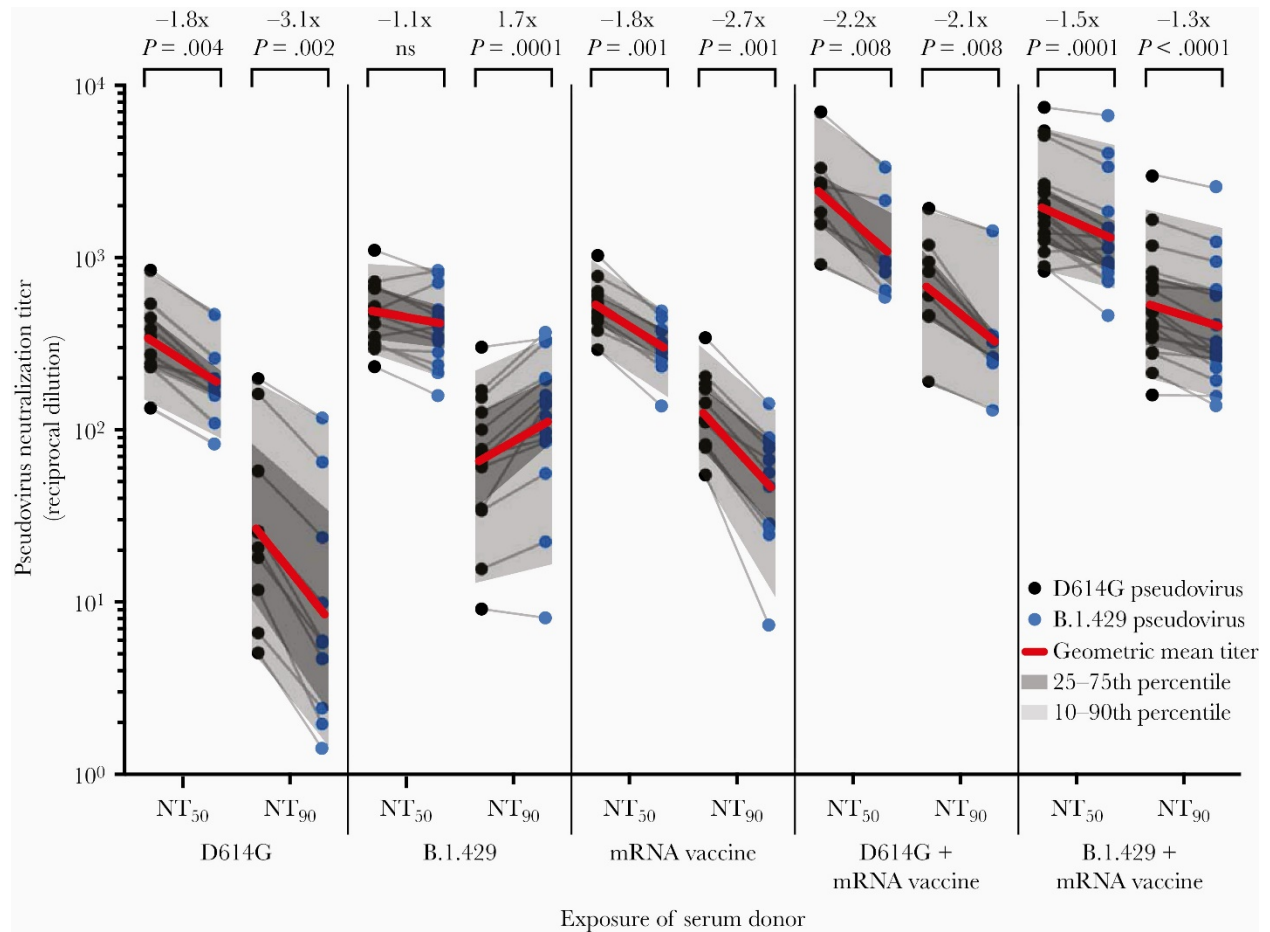 −1.8x −3.1x −1.1x 1.7x −1.8x −2.7x −2.2x −2.1x −1.5x −1.3x
P = .004 P = .002 ns P = .0001 P = .001 P = .001 P = .008 P = .008 P = .0001 P < .0001
Pseudovirus neutralization titer
(reciprocal dilution)
10⁴
10³
10²
10¹
10⁰
D614G pseudovirus
B.1.429 pseudovirus
Geometric mean titer
25–75th percentile
10–90th percentile
NT₅₀ NT₉₀ NT₅₀ NT₉₀ NT₅₀ NT₉₀ NT₅₀ NT₉₀ NT₅₀ NT₉₀
D614G B.1.429 mRNA vaccine D614G + B.1.429 +
mRNA vaccine mRNA vaccine
Exposure of serum donor